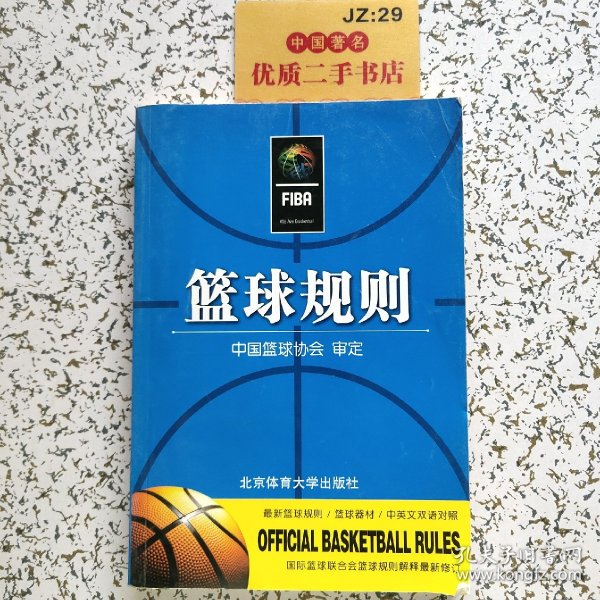 JZ:29
中国著名
优质二手书店
FIBA
We Are Basketball
篮球规则
中国篮球协会 审定
北京体育大学出版社
最新篮球规则 / 篮球器材 / 中英文双语对照
OFFICIAL BASKETBALL RULES
国际篮球联合会篮球规则解释最新修
孔夫子旧书网
kongfz.com